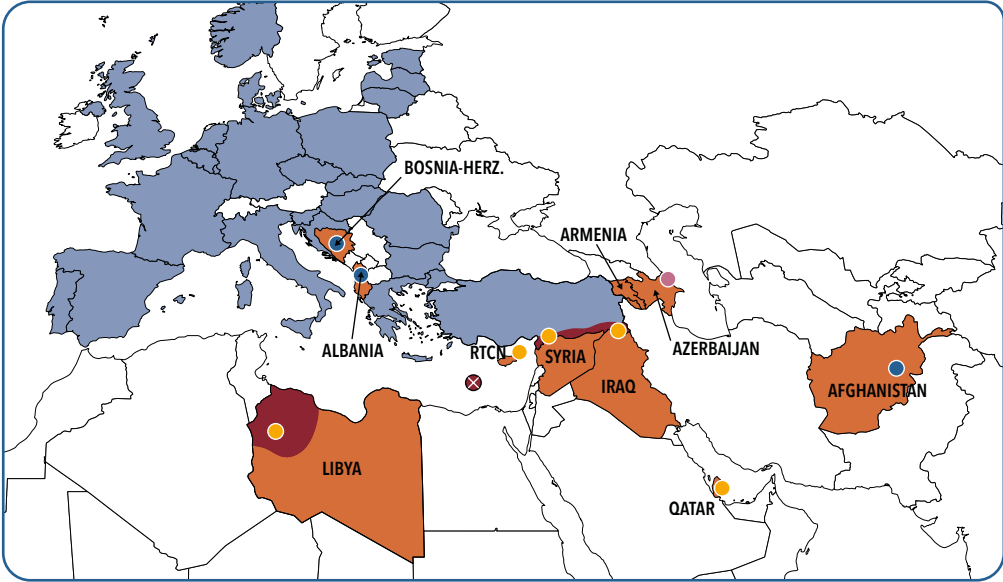 BOSNIA-HERZ.
ARMENIA
ALBANIA
RTCN
SYRIA
AZERBAIJAN
IRAQ
AFGHANISTAN
LIBYA
QATAR